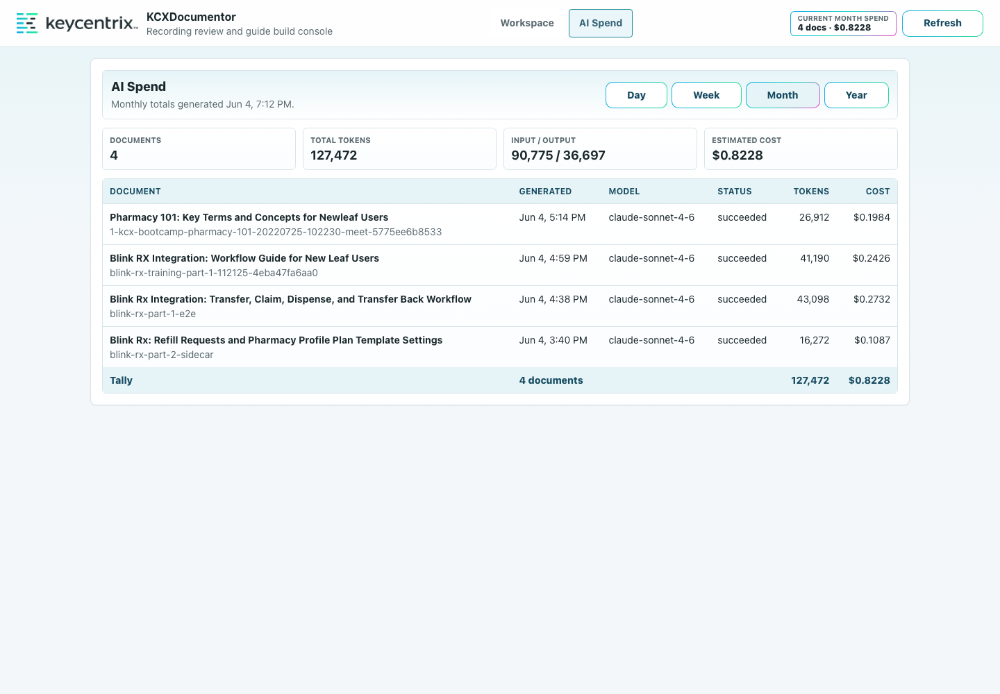 keycentrix™
KCXDocumentor
Recording review and guide build console
Workspace
AI Spend
CURRENT MONTH SPEND
4 docs · $0.8228
Refresh
AI Spend
Monthly totals generated Jun 4, 7:12 PM.
Day
Week
Month
Year
DOCUMENTS
4
TOTAL TOKENS
127,472
INPUT / OUTPUT
90,775 / 36,697
ESTIMATED COST
$0.8228
DOCUMENT GENERATED MODEL STATUS TOKENS COST
Pharmacy 101: Key Terms and Concepts for Newleaf Users Jun 4, 5:14 PM claude-sonnet-4-6 succeeded 26,912 $0.1984
1-kcx-bootcamp-pharmacy-101-20220725-102230-meet-5775ee6b8533
Blink RX Integration: Workflow Guide for New Leaf Users Jun 4, 4:59 PM claude-sonnet-4-6 succeeded 41,190 $0.2426
blink-rx-training-part-1-112125-4eba47fa6aa0
Blink Rx Integration: Transfer, Claim, Dispense, and Transfer Back Workflow Jun 4, 4:38 PM claude-sonnet-4-6 succeeded 43,098 $0.2732
blink-rx-part-1-e2e
Blink Rx: Refill Requests and Pharmacy Profile Plan Template Settings Jun 4, 3:40 PM claude-sonnet-4-6 succeeded 16,272 $0.1087
blink-rx-part-2-sidecar
Tally 4 documents 127,472 $0.8228